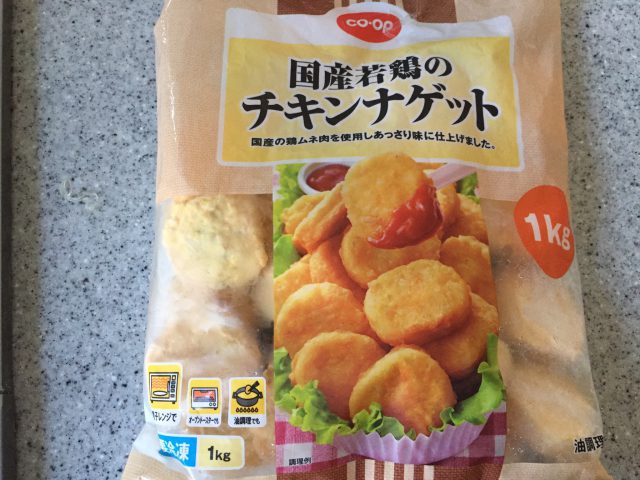 CO·OP
国産若鶏の
チキンナゲット
国産の鶏ムネ肉を使用しあっさり味に仕上げました。
1kg
子レンジで
オーブントースターでも
油調理でも
冷凍
1kg
調理例
油調理